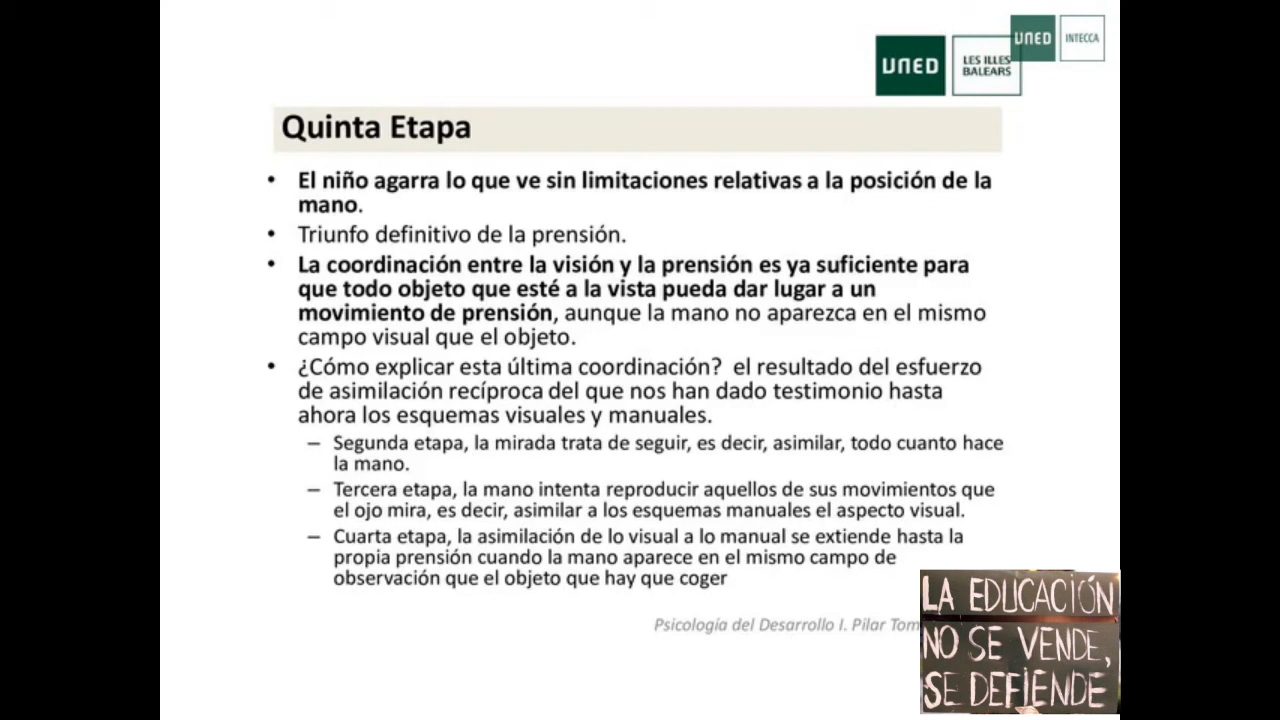 UNED
INTECCA
UNED
LES ILLES
BALEARS
Quinta Etapa
• El niño agarra lo que ve sin limitaciones relativas a la posición de la
mano.
• Triunfo definitivo de la prensión.
• La coordinación entre la visión y la prensión es ya suficiente para
que todo objeto que esté a la vista pueda dar lugar a un
movimiento de prensión, aunque la mano no aparezca en el mismo
campo visual que el objeto.
• ¿Cómo explicar esta última coordinación? el resultado del esfuerzo
de asimilación recíproca del que nos han dado testimonio hasta
ahora los esquemas visuales y manuales.
– Segunda etapa, la mirada trata de seguir, es decir, asimilar, todo cuanto hace
la mano.
– Tercera etapa, la mano intenta reproducir aquellos de sus movimientos que
el ojo mira, es decir, asimilar a los esquemas manuales el aspecto visual.
– Cuarta etapa, la asimilación de lo visual a lo manual se extiende hasta la
propia prensión cuando la mano aparece en el mismo campo de
observación que el objeto que hay que coger
Psicología del Desarrollo I. Pilar
LA EDUCACIÓN
NO SE VENDE,
SE DEFIENDE